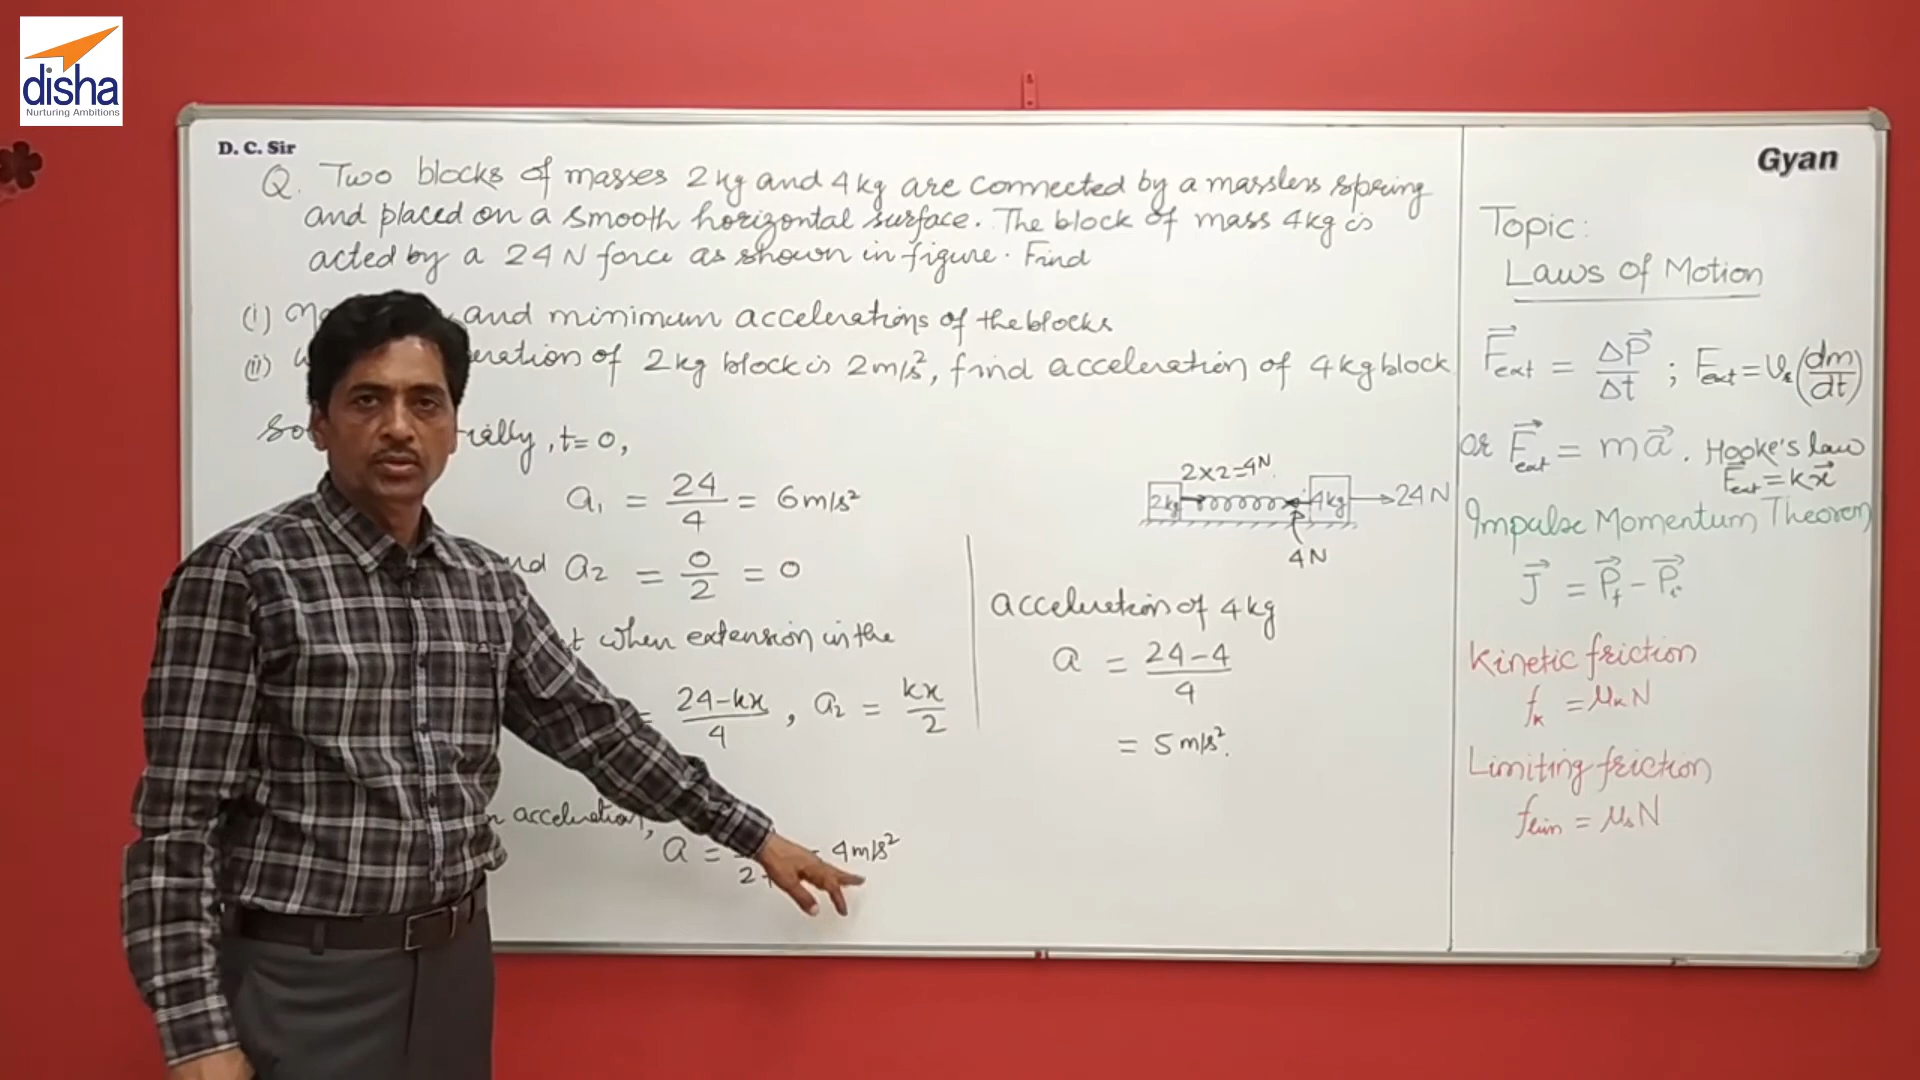 disha
Nurturing Ambitions
D. C. Sir
Gyan
Q. Two blocks of masses 2 kg and 4 kg are connected by a massless spring
and placed on a smooth horizontal surface. The block of mass 4 kg is
acted by a 24 N force as shown in figure. Find
(i) and minimum accelerations of the blocks
(ii) of 2 kg block is 2 m/s², find acceleration of 4 kg block
t = 0,
a₁ = 24/4 = 6 m/s²
a₂ = 0/2 = 0
when extension in the
= 24-kx/4 , a₂ = kx/2
acceleration,
a = 4 m/s²
2×2=4N
2kg 4kg 24 N
4N
acceleration of 4 kg
a = 24-4/4
= 5 m/s².
Topic:
Laws of Motion
F⃗ext = ΔP⃗/Δt ; Fext = vᵣ(dm/dt)
or F⃗ext = ma⃗. Hooke's law
F⃗ext = kx⃗
Impulse Momentum Theorem
J⃗ = P⃗f - P⃗i
Kinetic friction
fk = μkN
Limiting friction
flim = μsN